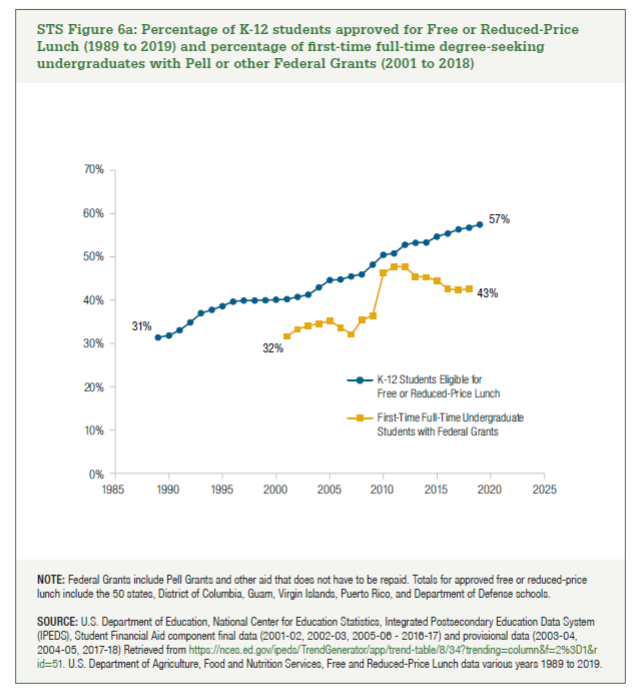 STS Figure 6a: Percentage of K-12 students approved for Free or Reduced-Price
Lunch (1989 to 2019) and percentage of first-time full-time degree-seeking
undergraduates with Pell or other Federal Grants (2001 to 2018)
70%
60%
57%
50%
40%
43%
31%
30%
32%
K-12 Students Eligible for
Free or Reduced-Price Lunch
20%
First-Time Full-Time Undergraduate
Students with Federal Grants
10%
0%
1985 1990 1995 2000 2005 2010 2015 2020 2025
NOTE: Federal Grants include Pell Grants and other aid that does not have to be repaid. Totals for approved free or reduced-price
lunch include the 50 states, District of Columbia, Guam, Virgin Islands, Puerto Rico, and Department of Defense schools.
SOURCE: U.S. Department of Education, National Center for Education Statistics, Integrated Postsecondary Education Data System
(IPEDS), Student Financial Aid component final data (2001-02, 2002-03, 2005-06 - 2016-17) and provisional data (2003-04,
2004-05, 2017-18) Retrieved from https://nces.ed.gov/ipeds/TrendGenerator/app/trend-table/8/34?trending=column&f=2%3D1&r
id=51. U.S. Department of Agriculture, Food and Nutrition Services, Free and Reduced-Price Lunch data various years 1989 to 2019.